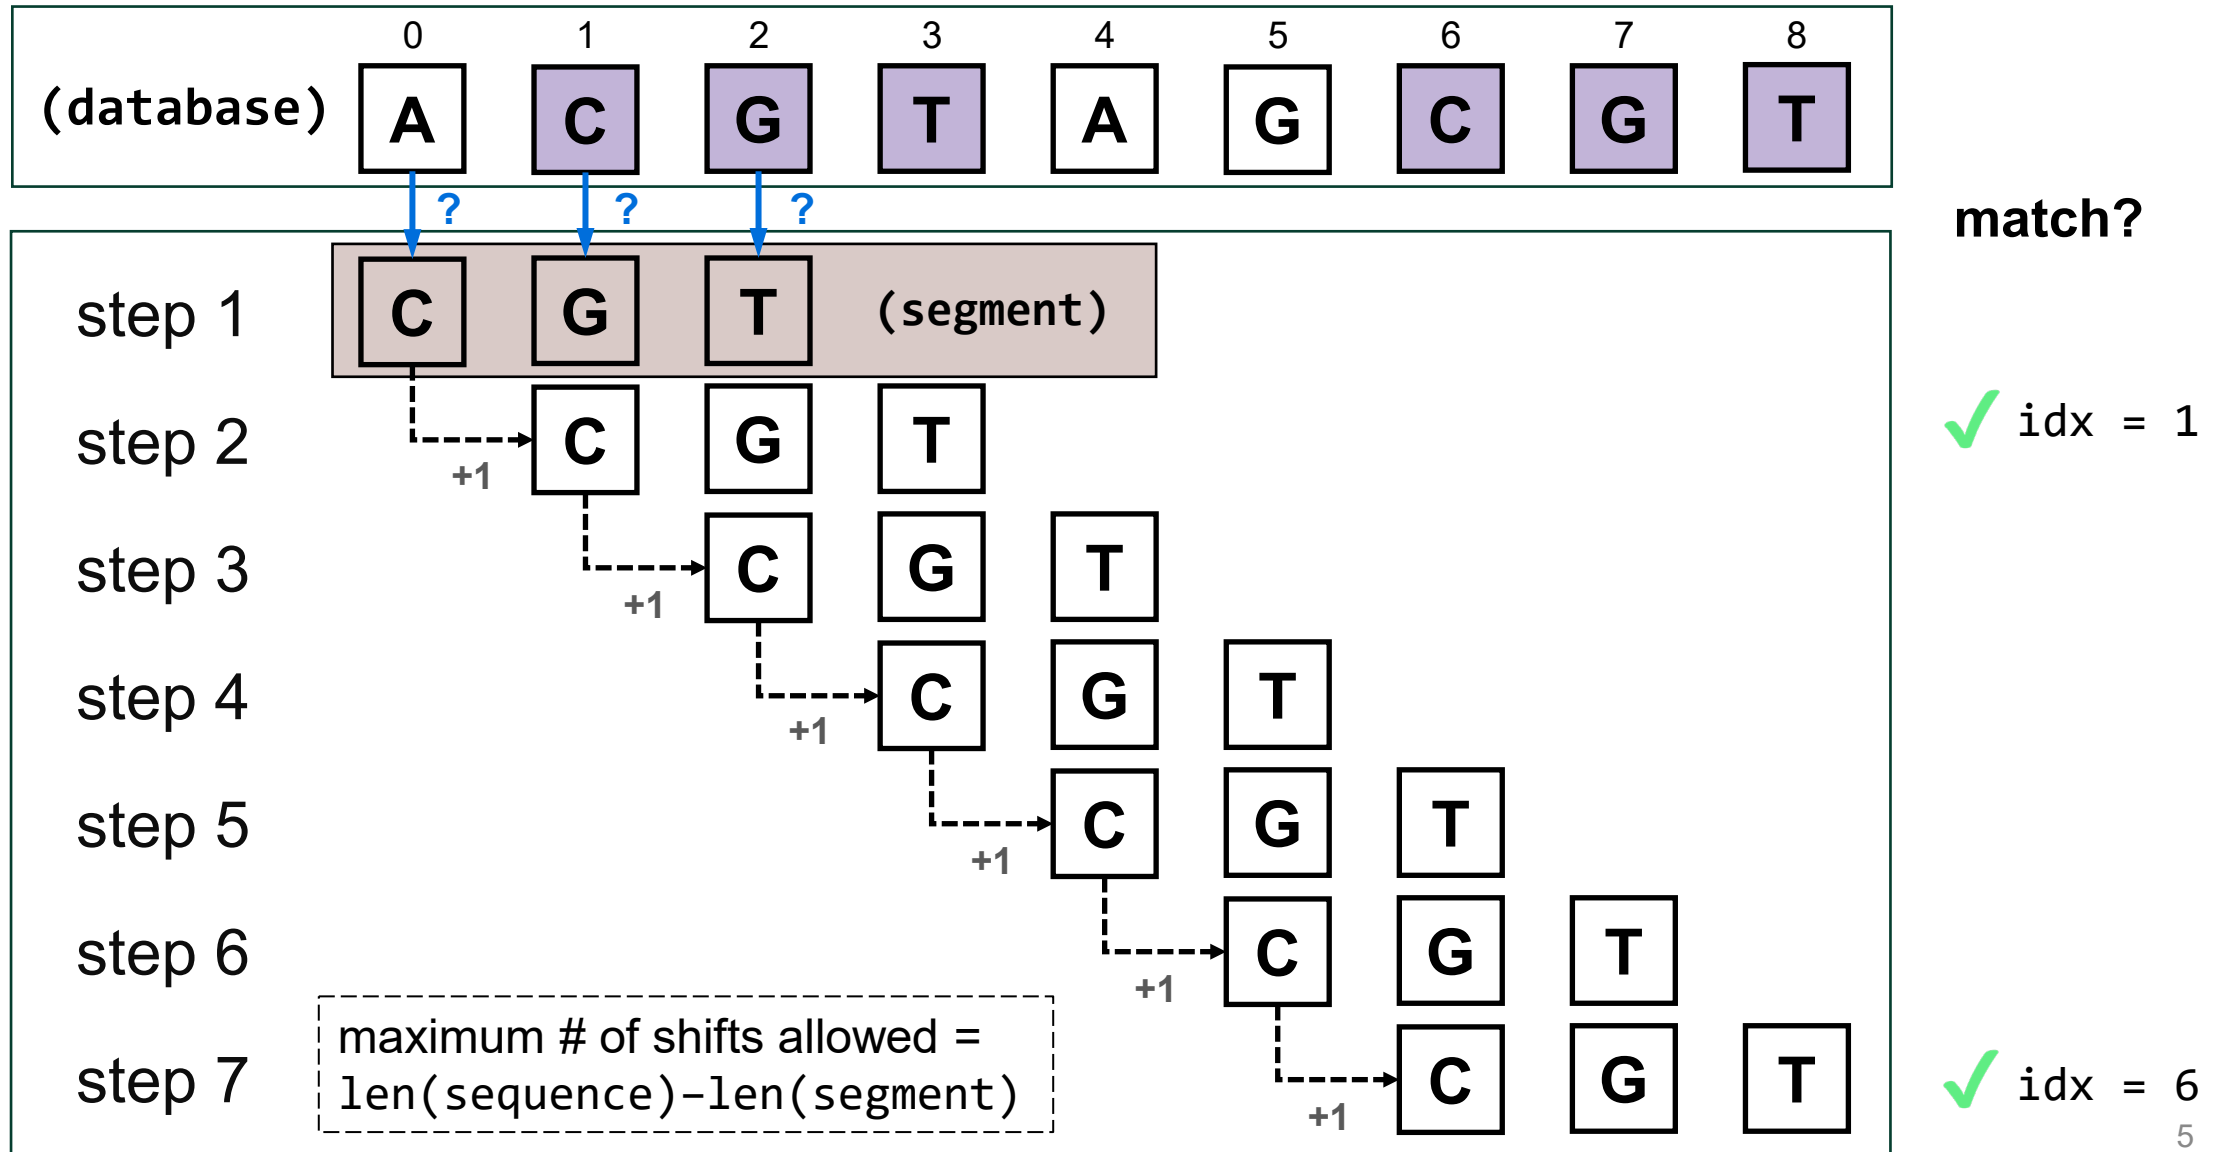 0 1 2 3 4 5 6 7 8
(database) A C G T A G C G T
? ? ?
match?
step 1 C G T (segment)
step 2 C G T ✓ idx = 1
+1
step 3 C G T
+1
step 4 C G T
+1
step 5 C G T
+1
step 6 C G T
+1
maximum # of shifts allowed =
len(sequence)–len(segment)
step 7 C G T ✓ idx = 6
+1
5